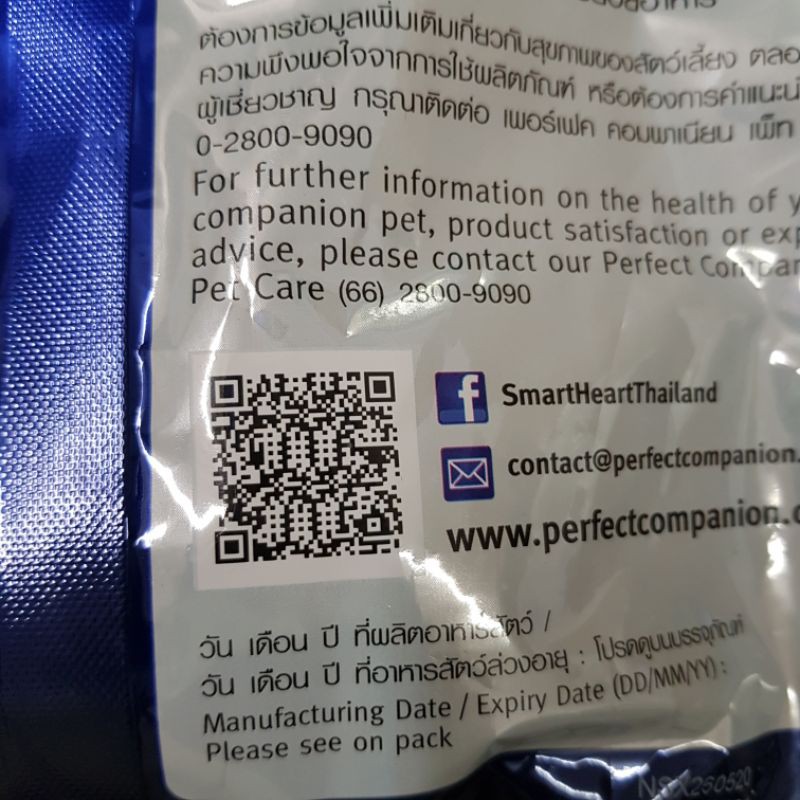 ต้องการข้อมูลเพิ่มเติมเกี่ยวกับสุขภาพของสัตว์เลี้ยง ตลอ
ความพึงพอใจจากการใช้ผลิตภัณฑ์ หรือต้องการคำแนะนำ
ผู้เชี่ยวชาญ กรุณาติดต่อ เพอร์เฟค คอมพาเนียน เพ็ท
0-2800-9090
For further information on the health of y
companion pet, product satisfaction or exp
advice, please contact our Perfect Compan
Pet Care (66) 2800-9090
SmartHeartThailand
contact@perfectcompanion.
www.perfectcompanion.c
วัน เดือน ปี ที่ผลิตอาหารสัตว์ /
วัน เดือน ปี ที่อาหารสัตว์ล่วงอายุ : โปรดดูบนบรรจุภัณฑ์
Manufacturing Date / Expiry Date (DD/MM/YY) :
Please see on pack